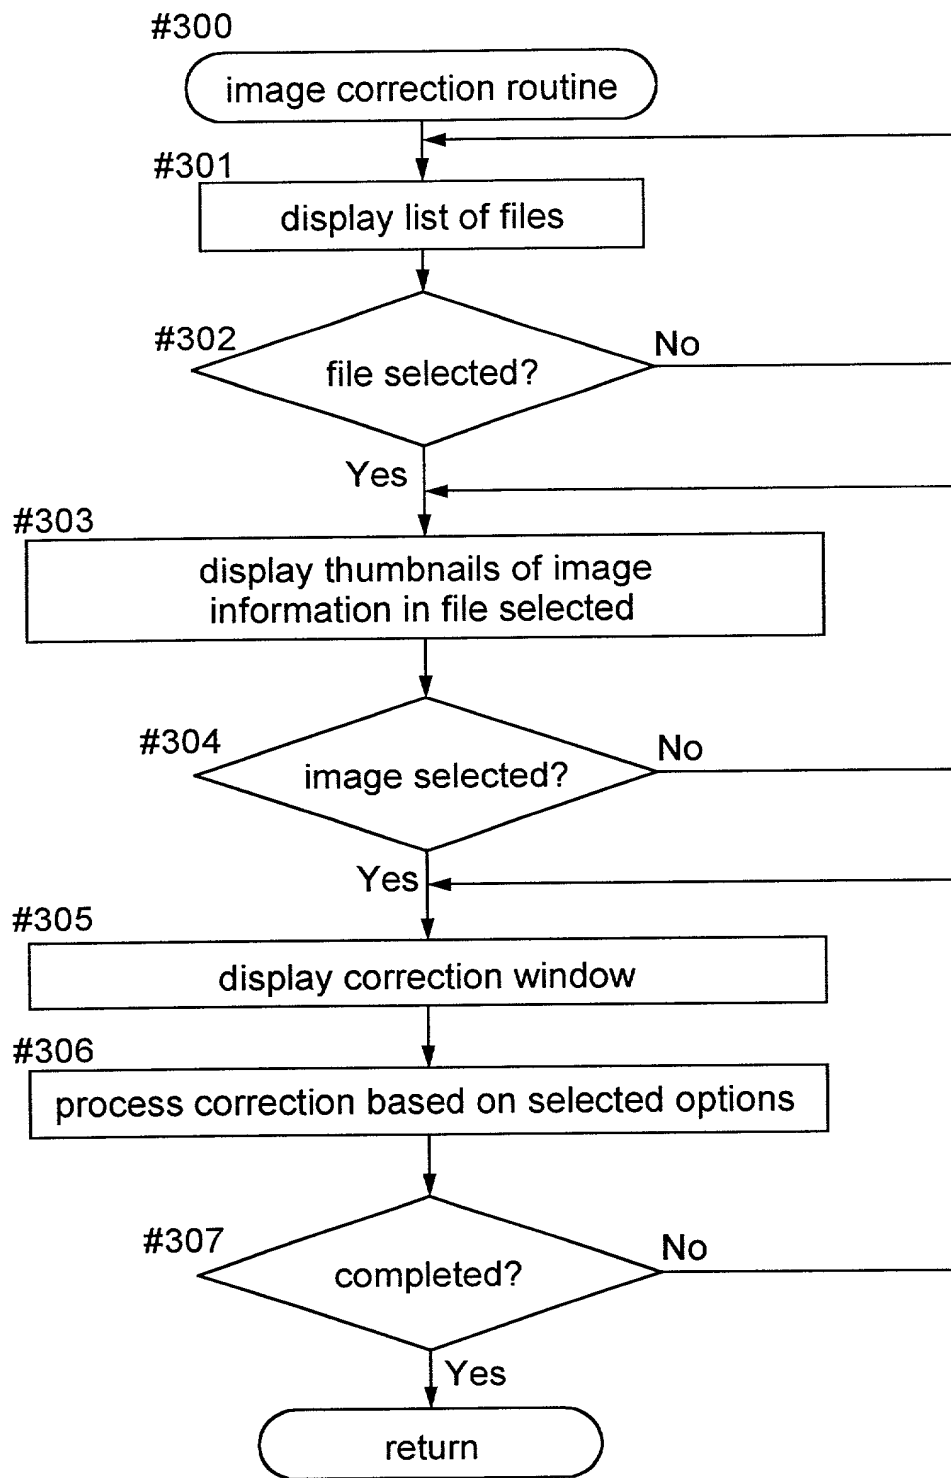 #300
image correction routine
#301
display list of files
#302
file selected?
No
Yes
#303
display thumbnails of image
information in file selected
#304
image selected?
No
Yes
#305
display correction window
#306
process correction based on selected options
#307
completed?
No
Yes
return